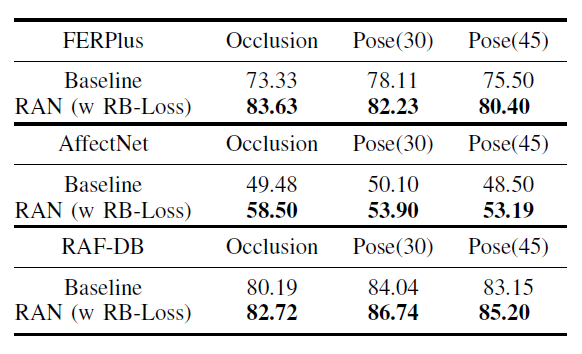 FERPlus Occlusion Pose(30) Pose(45)
Baseline 73.33 78.11 75.50
RAN (w RB-Loss) 83.63 82.23 80.40
AffectNet Occlusion Pose(30) Pose(45)
Baseline 49.48 50.10 48.50
RAN (w RB-Loss) 58.50 53.90 53.19
RAF-DB Occlusion Pose(30) Pose(45)
Baseline 80.19 84.04 83.15
RAN (w RB-Loss) 82.72 86.74 85.20